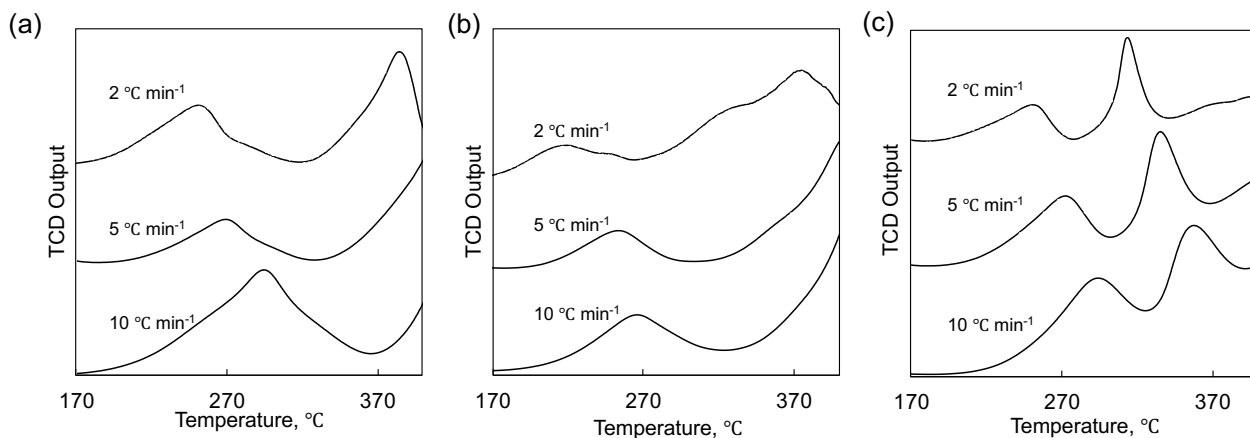 (a)
2 ℃ min-1
5 ℃ min-1
10 ℃ min-1
TCD Output
170 270 370
Temperature, ℃
(b)
2 ℃ min-1
5 ℃ min-1
10 ℃ min-1
TCD Output
170 270 370
Temperature, ℃
(c)
2 ℃ min-1
5 ℃ min-1
10 ℃ min-1
TCD Output
170 270 370
Temperature, ℃